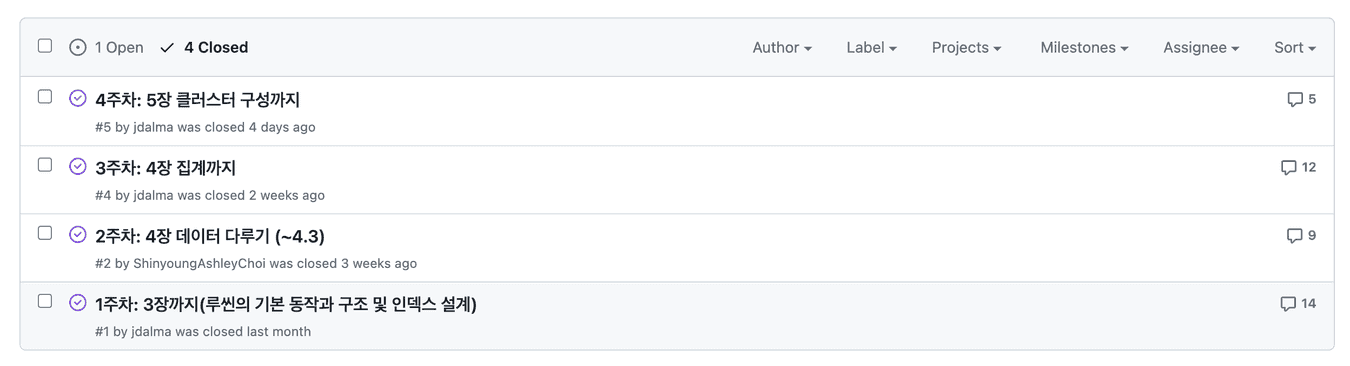 1 Open 4 Closed Author Label Projects Milestones Assignee Sort
4주차: 5장 클러스터 구성까지 5
#5 by jdalma was closed 4 days ago
3주차: 4장 집계까지 12
#4 by jdalma was closed 2 weeks ago
2주차: 4장 데이터 다루기 (~4.3) 9
#2 by ShinyoungAshleyChoi was closed 3 weeks ago
1주차: 3장까지(루씬의 기본 동작과 구조 및 인덱스 설계) 14
#1 by jdalma was closed last month